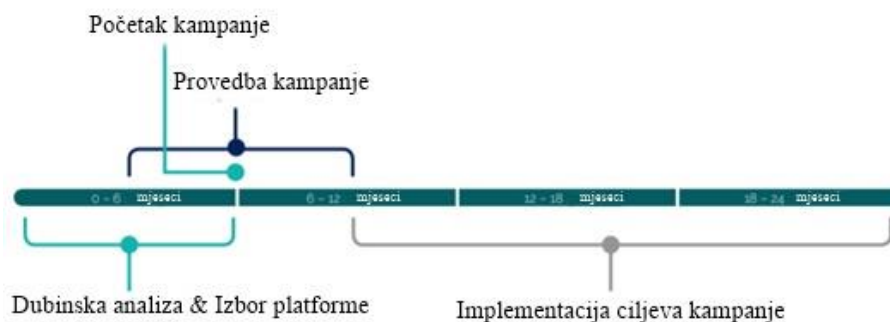 Početak kampanje
Provedba kampanje
0 – 6 mjeseci
6 – 12 mjeseci
12 – 18 mjeseci
18 – 24 mjeseci
Dubinska analiza & Izbor platforme
Implementacija ciljeva kampanje